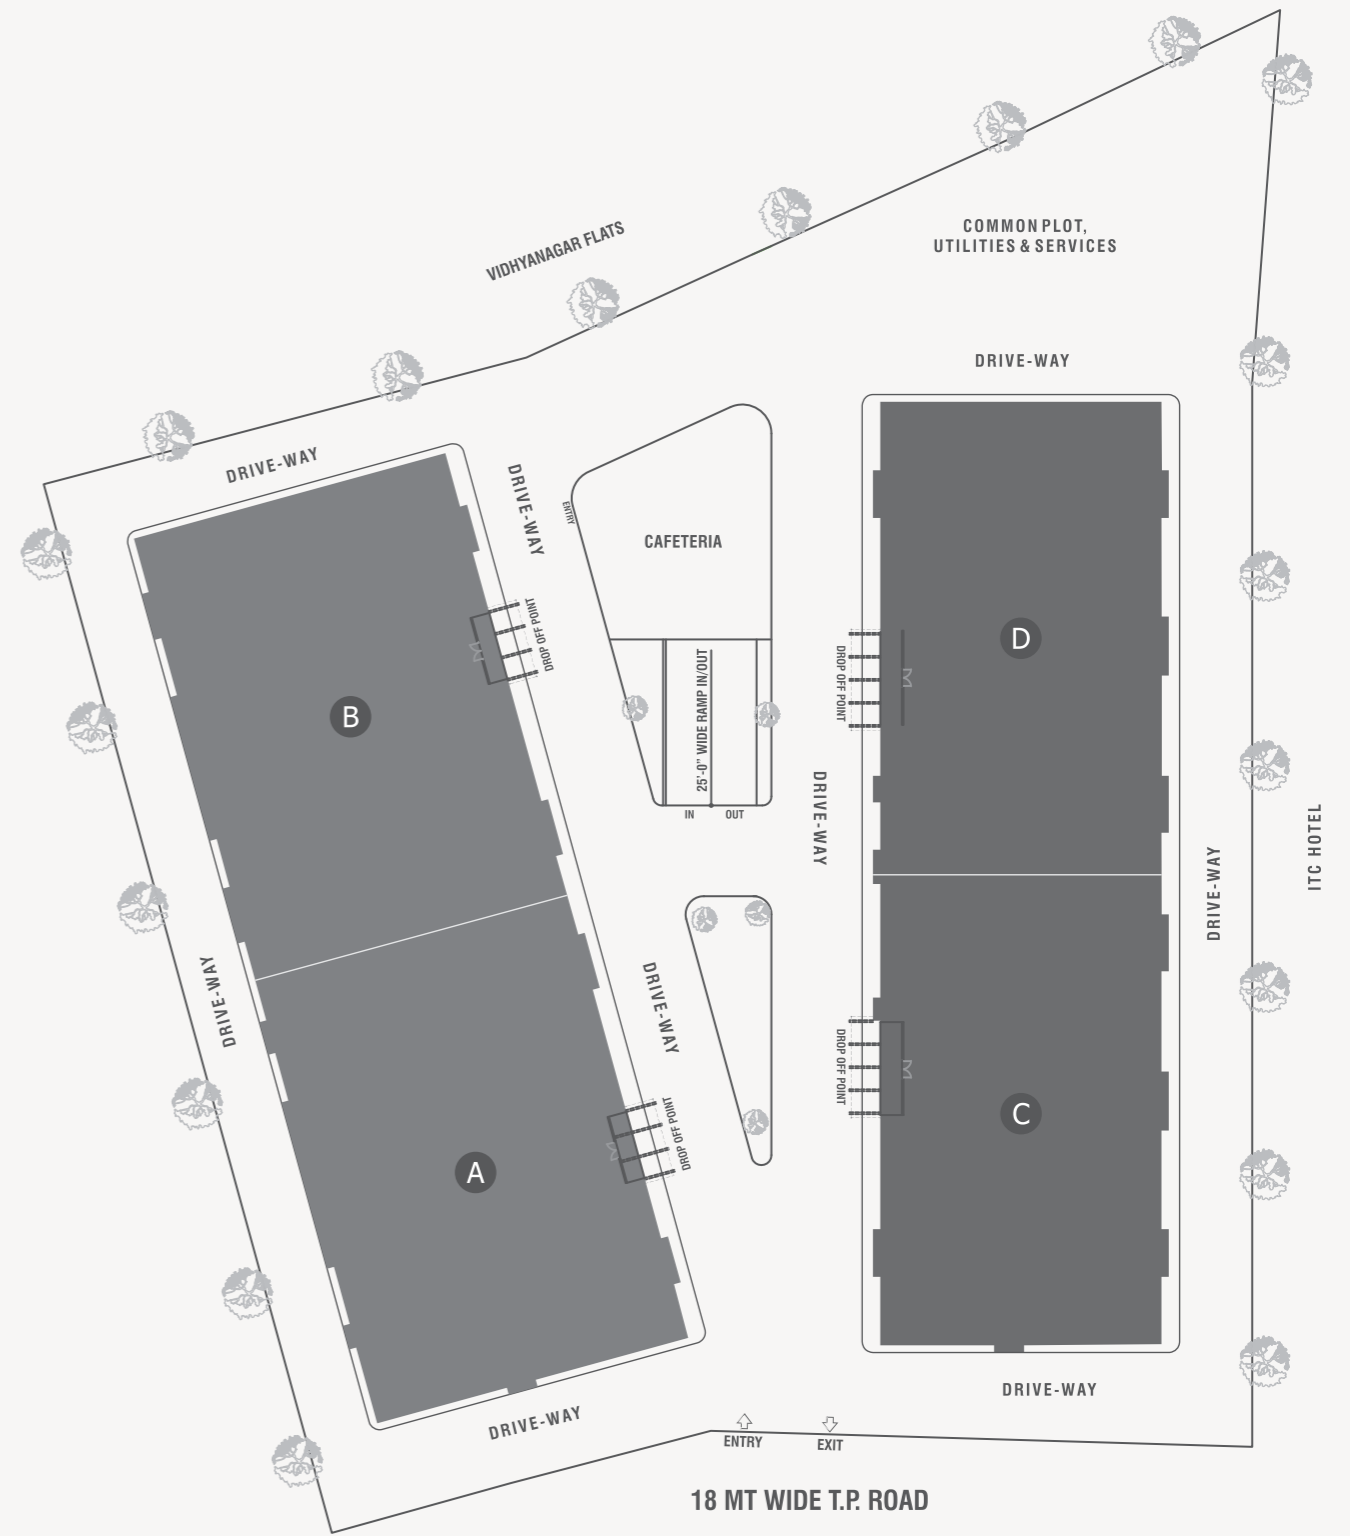 COMMON PLOT,
UTILITIES & SERVICES
VIDHYANAGAR FLATS
DRIVE-WAY
DRIVE-WAY
DRIVE-WAY
ENTRY
CAFETERIA
DROP OFF POINT
B
D
DROP OFF POINT
25'-0" WIDE RAMP IN/OUT
IN
OUT
DRIVE-WAY
ITC HOTEL
DRIVE-WAY
DRIVE-WAY
DRIVE-WAY
DROP OFF POINT
C
DROP OFF POINT
A
DRIVE-WAY
DRIVE-WAY
ENTRY
EXIT
18 MT WIDE T.P. ROAD